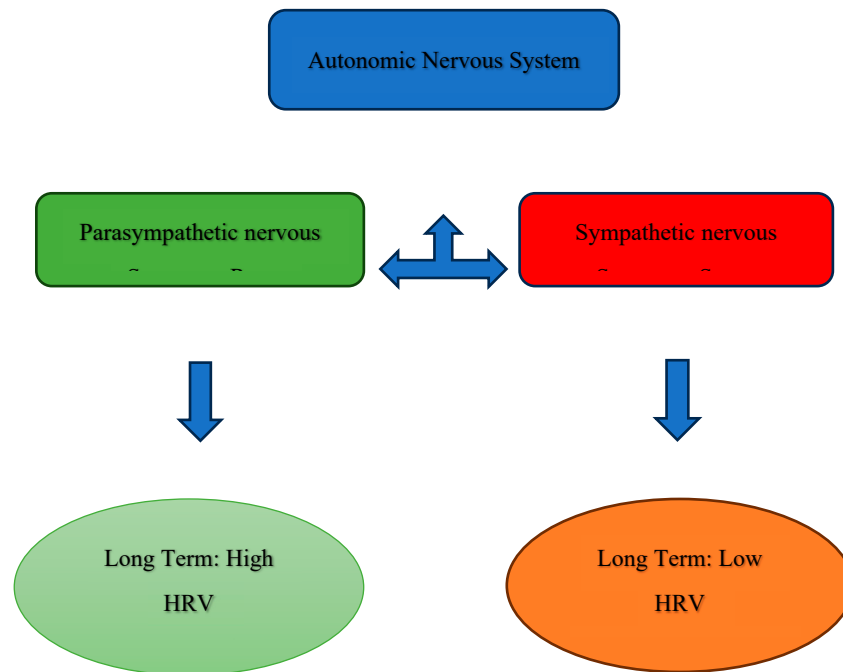 Autonomic Nervous System
Parasympathetic nervous
Sympathetic nervous
Long Term: High
HRV
Long Term: Low
HRV